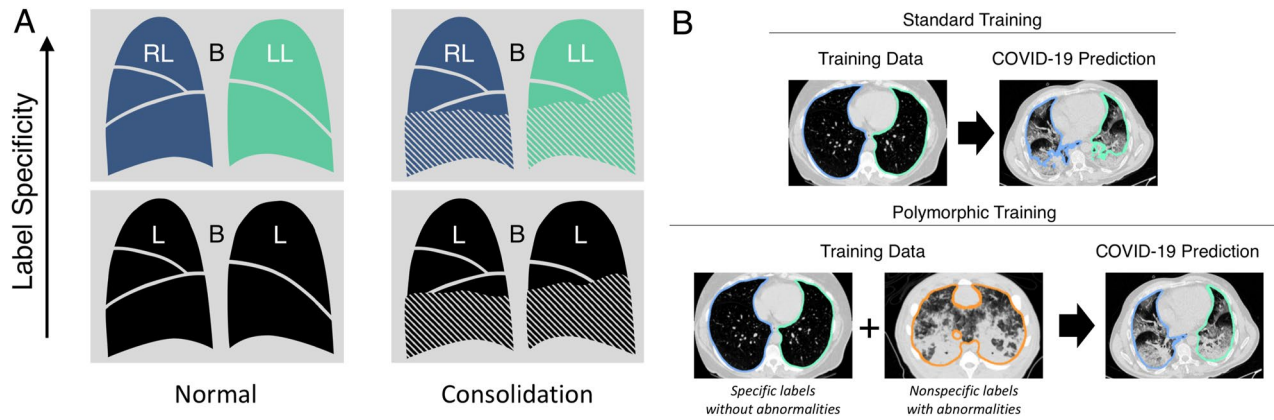 A
Label Specificity
RL B LL
RL B LL
L B L
L B L
Normal
Consolidation
B
Standard Training
Training Data
COVID-19 Prediction
Polymorphic Training
Training Data
COVID-19 Prediction
+
Specific labels
without abnormalities
Nonspecific labels
with abnormalities